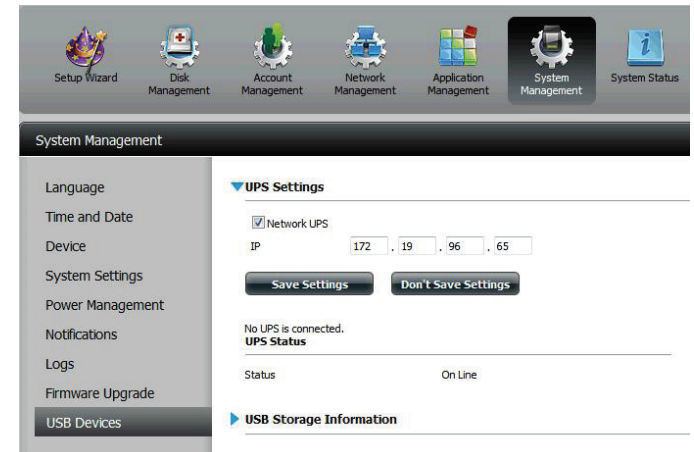 Setup Wizard
Disk Management
Account Management
Network Management
Application Management
System Management
System Status
System Management
Language
Time and Date
Device
System Settings
Power Management
Notifications
Logs
Firmware Upgrade
USB Devices
UPS Settings
Network UPS
IP 172 . 19 . 96 . 65
Save Settings Don't Save Settings
No UPS is connected.
UPS Status
Status On Line
USB Storage Information